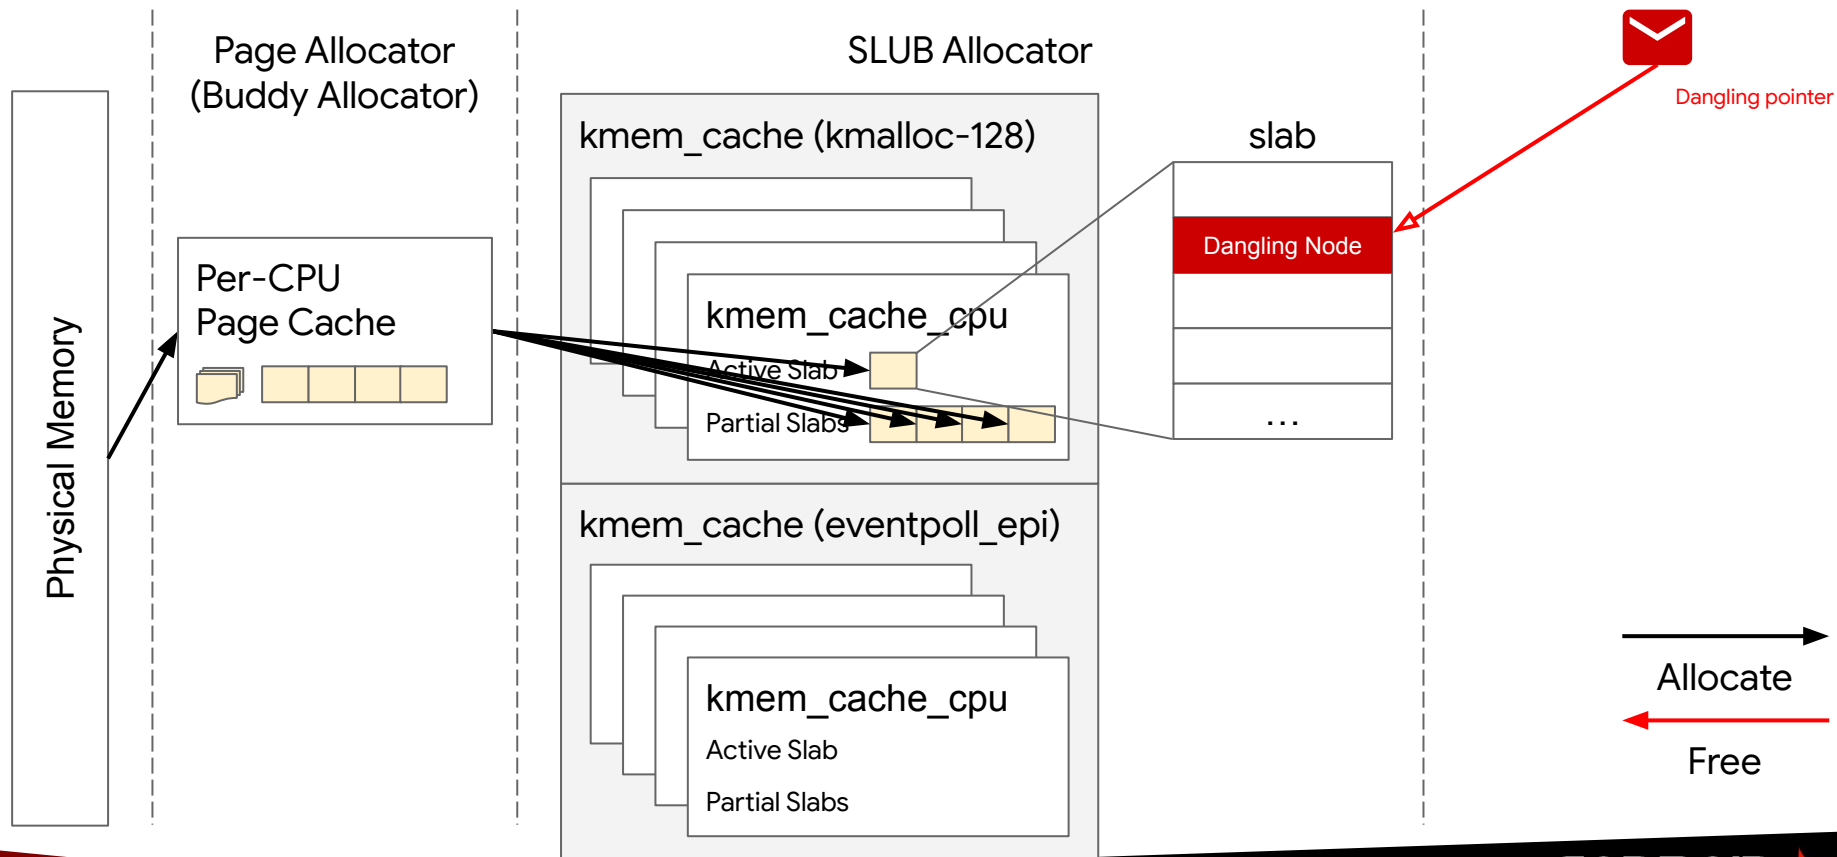 Page Allocator
(Buddy Allocator)
SLUB Allocator
Dangling pointer
kmem_cache (kmalloc-128)
slab
Dangling Node
Per-CPU
Page Cache
kmem_cache_cpu
Active Slab
Partial Slabs
...
Physical Memory
kmem_cache (eventpoll_epi)
kmem_cache_cpu
Active Slab
Partial Slabs
Allocate
Free